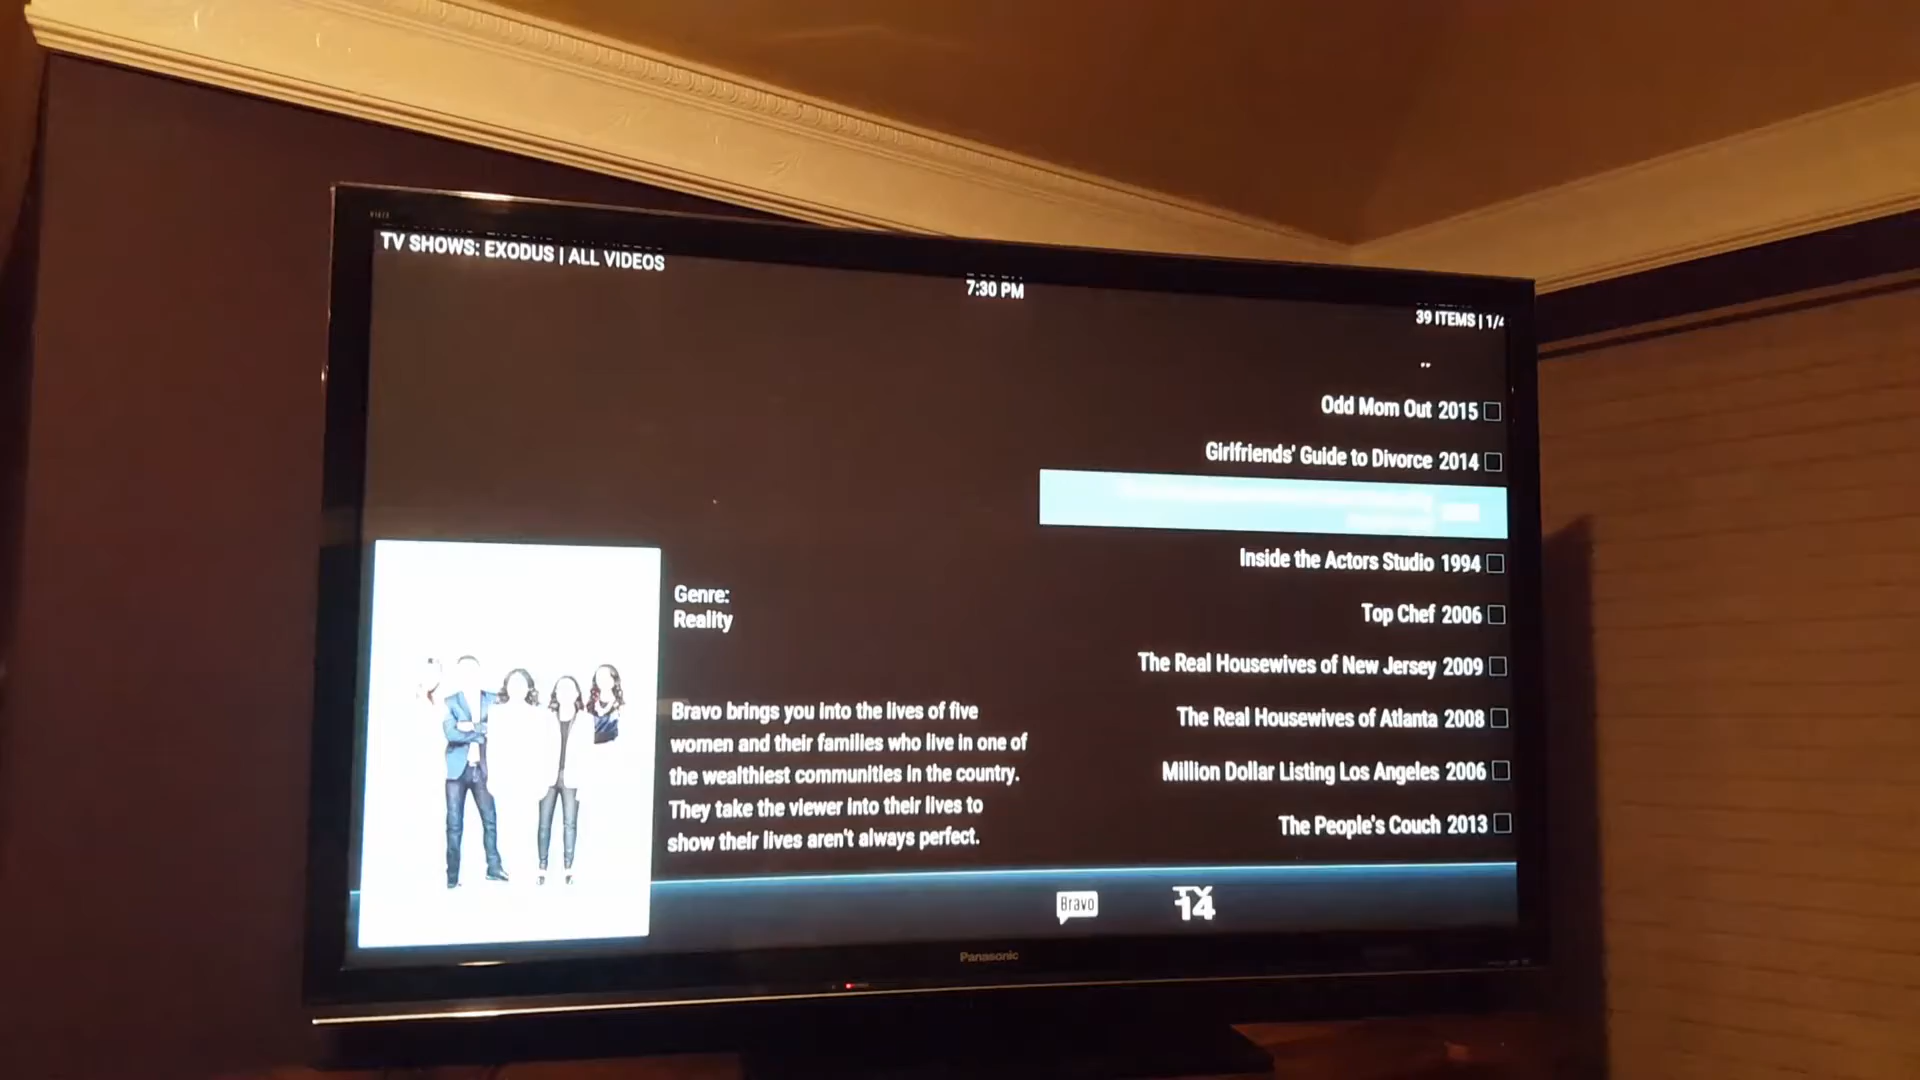 VIERA
TV SHOWS: EXODUS | ALL VIDEOS
7:30 PM
39 ITEMS | 1/4
..
Odd Mom Out 2015
Girlfriends' Guide to Divorce 2014
Inside the Actors Studio 1994
Top Chef 2006
The Real Housewives of New Jersey 2009
The Real Housewives of Atlanta 2008
Million Dollar Listing Los Angeles 2006
The People's Couch 2013
Genre:
Reality
Bravo brings you into the lives of five
women and their families who live in one of
the wealthiest communities in the country.
They take the viewer into their lives to
show their lives aren't always perfect.
Bravo
TV
14
Panasonic